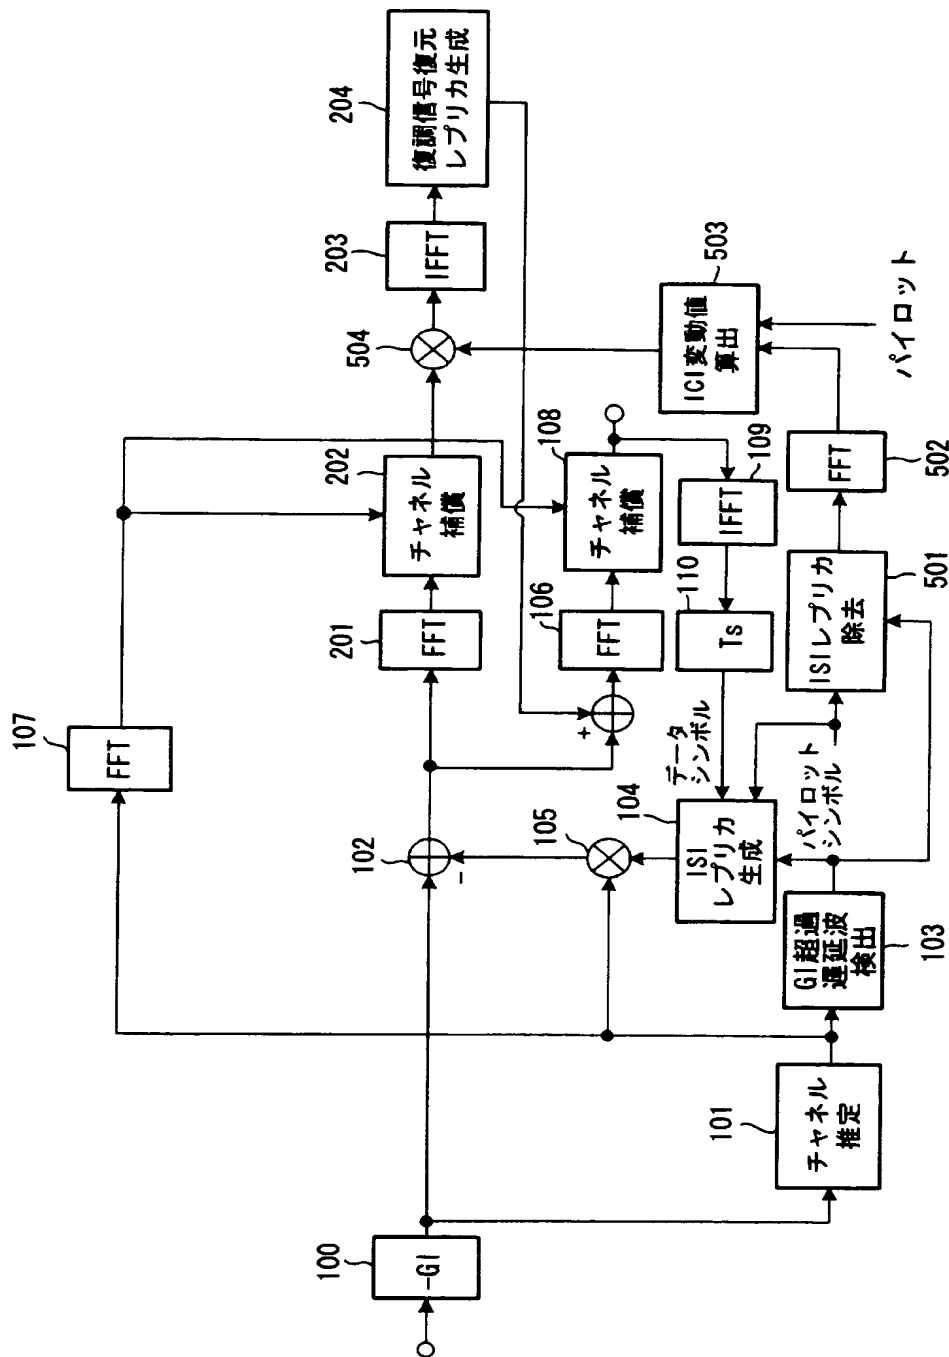 100
-GI
101
チャネル
推定
102
-
103
GI超過
遅延波
検出
104
ISI
レプリカ
生成
105
データ
シンボル
パイロット
シンボル
106
FFT
107
FFT
108
チャネル
補償
109
IFFT
110
Ts
+
201
FFT
202
チャネル
補償
203
IFFT
204
復調信号復元
レプリカ生成
501
ISIレプリカ
除去
502
FFT
503
ICI変動値
算出
504
パイロット